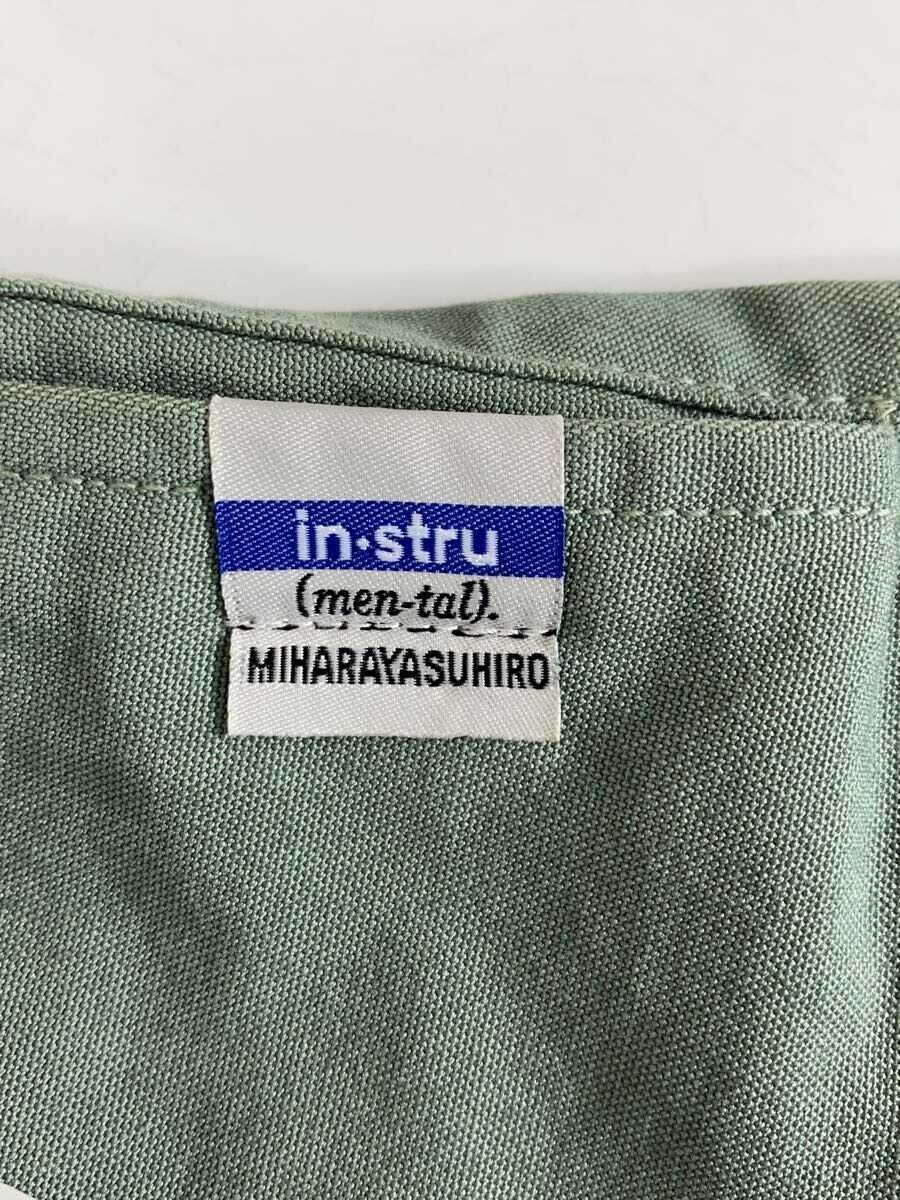 in·stru
(men-tal).
MIHARAYASUHIRO